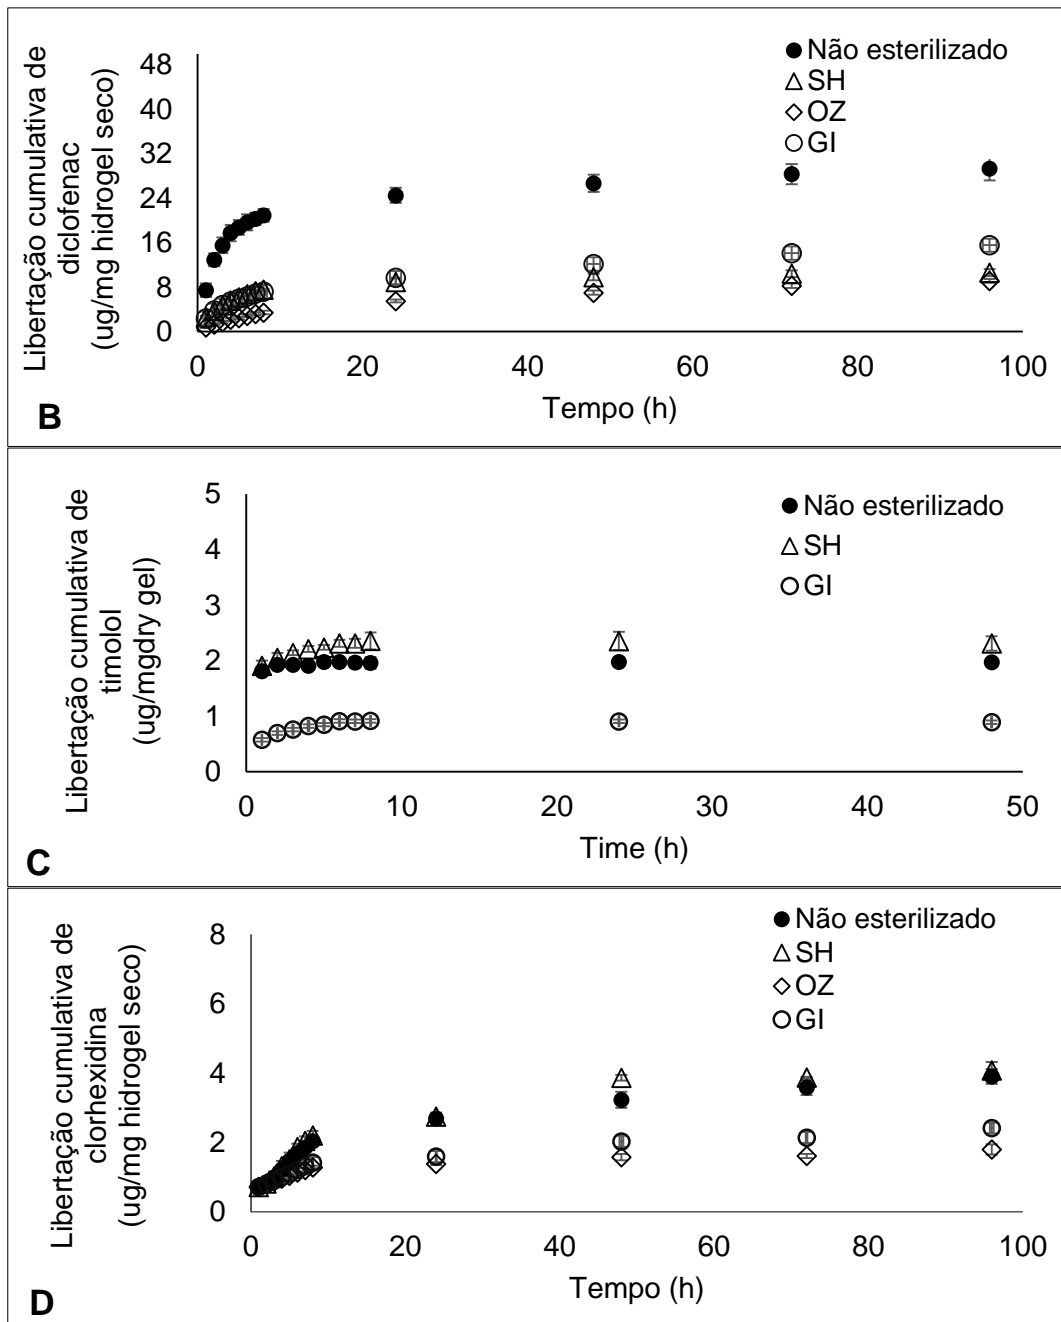 Libertação cumulativa de
diclofenac
(ug/mg hidrogel seco)
48
40
32
24
16
8
0
0 20 40 60 80 100
Tempo (h)
Não esterilizado
SH
OZ
GI
B
Libertação cumulativa de
timolol
(ug/mgdry gel)
5
4
3
2
1
0
0 10 20 30 40 50
Time (h)
Não esterilizado
SH
GI
C
Libertação cumulativa de
clorhexidina
(ug/mg hidrogel seco)
8
6
4
2
0
0 20 40 60 80 100
Tempo (h)
Não esterilizado
SH
OZ
GI
D